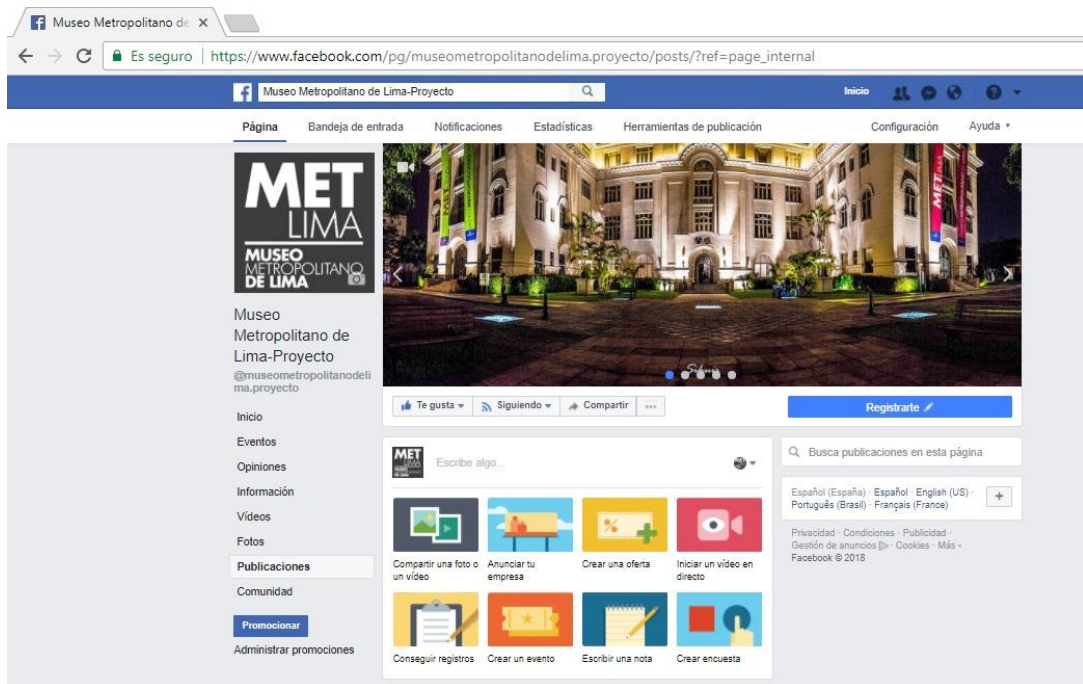 Museo Metropolitano de
Es seguro | https://www.facebook.com/pg/museometropolitanodelima.proyecto/posts/?ref=page_internal
Museo Metropolitano de Lima-Proyecto
Inicio
Página Bandeja de entrada Notificaciones Estadísticas Herramientas de publicación Configuración Ayuda
MET
LIMA
MUSEO
METROPOLITANO
DE LIMA
MET
Museo
Metropolitano de
Lima-Proyecto
@museometropolitanodeli
ma.proyecto
Inicio
Eventos
Opiniones
Información
Vídeos
Fotos
Publicaciones
Comunidad
Promocionar
Administrar promociones
Te gusta Siguiendo Compartir ...
Registrarte
MET
LIMA
Escribe algo...
Compartir una foto o
un vídeo
Anunciar tu
empresa
Crear una oferta
Iniciar un vídeo en
directo
Conseguir registros
Crear un evento
Escribir una nota
Crear encuesta
Busca publicaciones en esta página
Español (España) · Español · English (US) ·
Português (Brasil) · Français (France)
+
Privacidad · Condiciones · Publicidad ·
Gestión de anuncios · Cookies · Más
Facebook © 2018